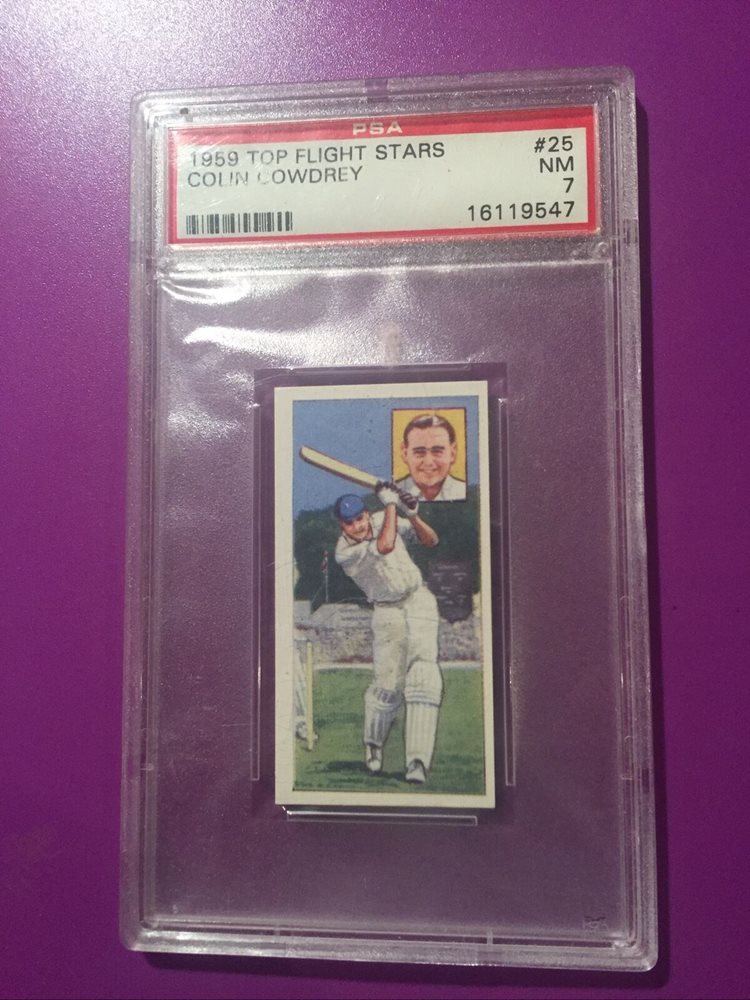 PSA
1959 TOP FLIGHT STARS #25
COLIN COWDREY NM
7
16119547